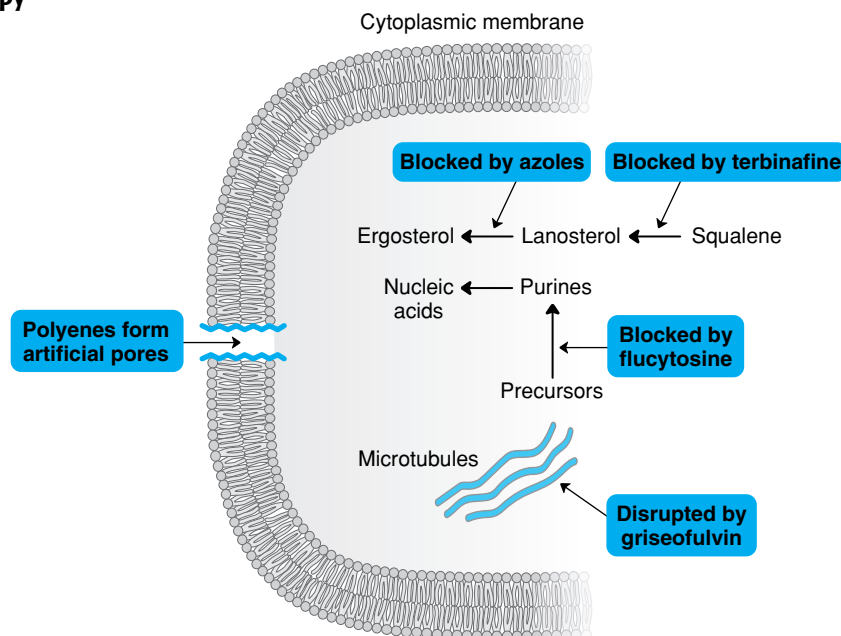 py
Cytoplasmic membrane
Blocked by azoles
Blocked by terbinafine
Ergosterol
Lanosterol
Squalene
Nucleic
acids
Purines
Polyenes form
artificial pores
Blocked by
flucytosine
Precursors
Microtubules
Disrupted by
griseofulvin